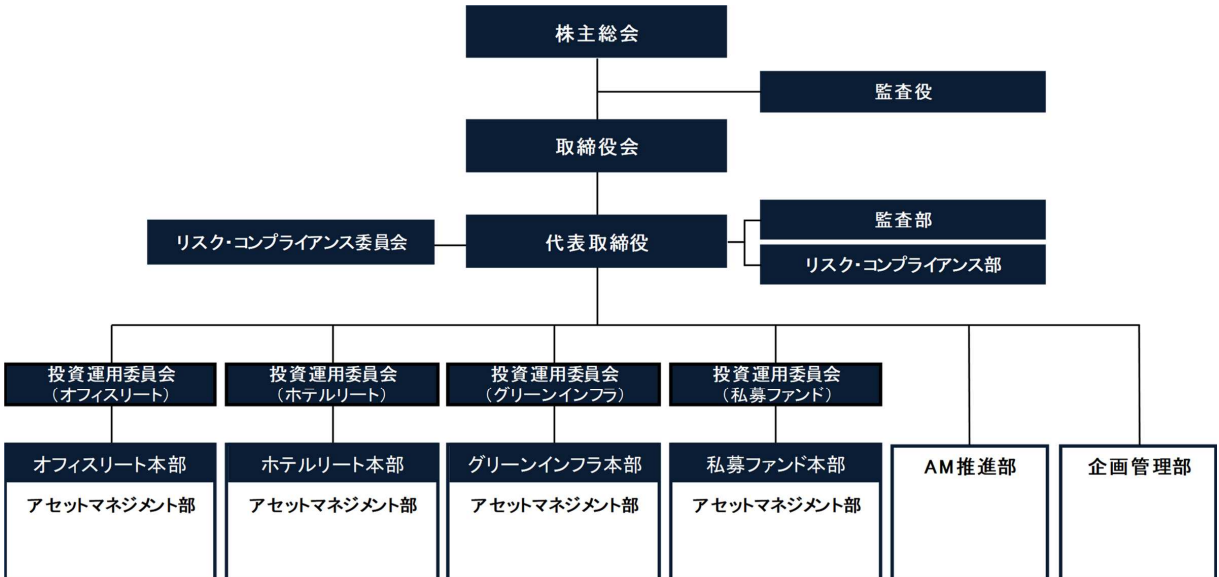 株主総会
監査役
取締役会
監査部
リスク・コンプライアンス委員会
代表取締役
リスク・コンプライアンス部
投資運用委員会
（オフィスリート）
投資運用委員会
（ホテルリート）
投資運用委員会
（グリーンインフラ）
投資運用委員会
（私募ファンド）
オフィスリート本部
アセットマネジメント部
ホテルリート本部
アセットマネジメント部
グリーンインフラ本部
アセットマネジメント部
私募ファンド本部
アセットマネジメント部
AM推進部
企画管理部